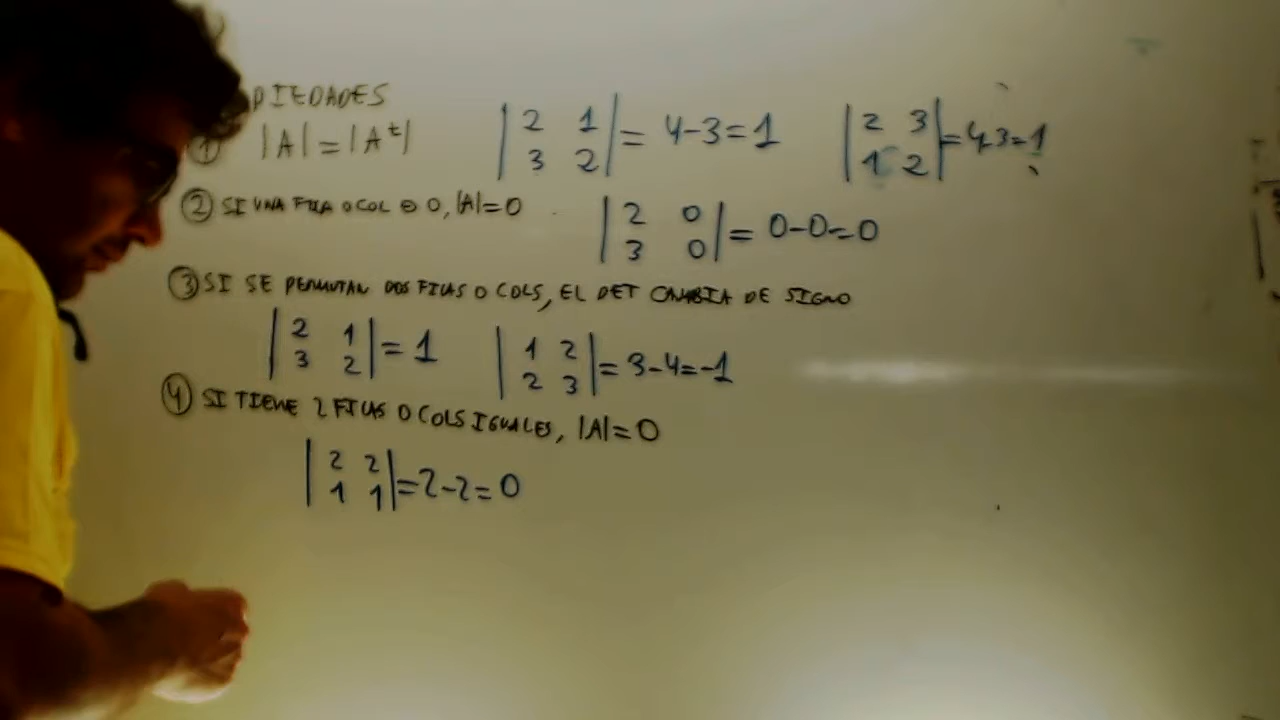 PIEDADES
① |A| = |Aᵗ|
|2 1; 3 2| = 4-3=1
|2 3; 1 2| = 4-3=1
② SI UNA FILA O COL ES 0, |A|=0
|2 0; 3 0| = 0-0=0
③ SI SE PERMUTAN DOS FILAS O COLS, EL DET CAMBIA DE SIGNO
|2 1; 3 2| = 1
|1 2; 2 3| = 3-4=-1
④ SI TIENE 2 FILAS O COLS IGUALES, |A|=0
|2 2; 1 1| = 2-2=0